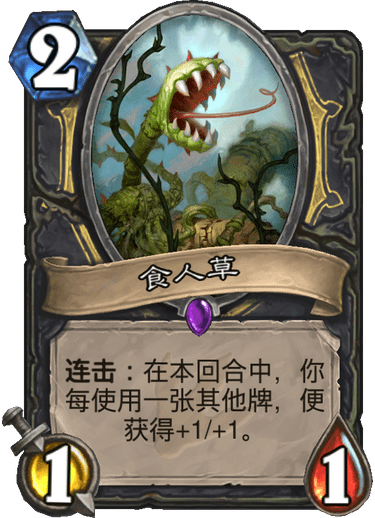 2
食人草
连击：在本回合中，你
每使用一张其他牌，便
获得+1/+1。
1
1